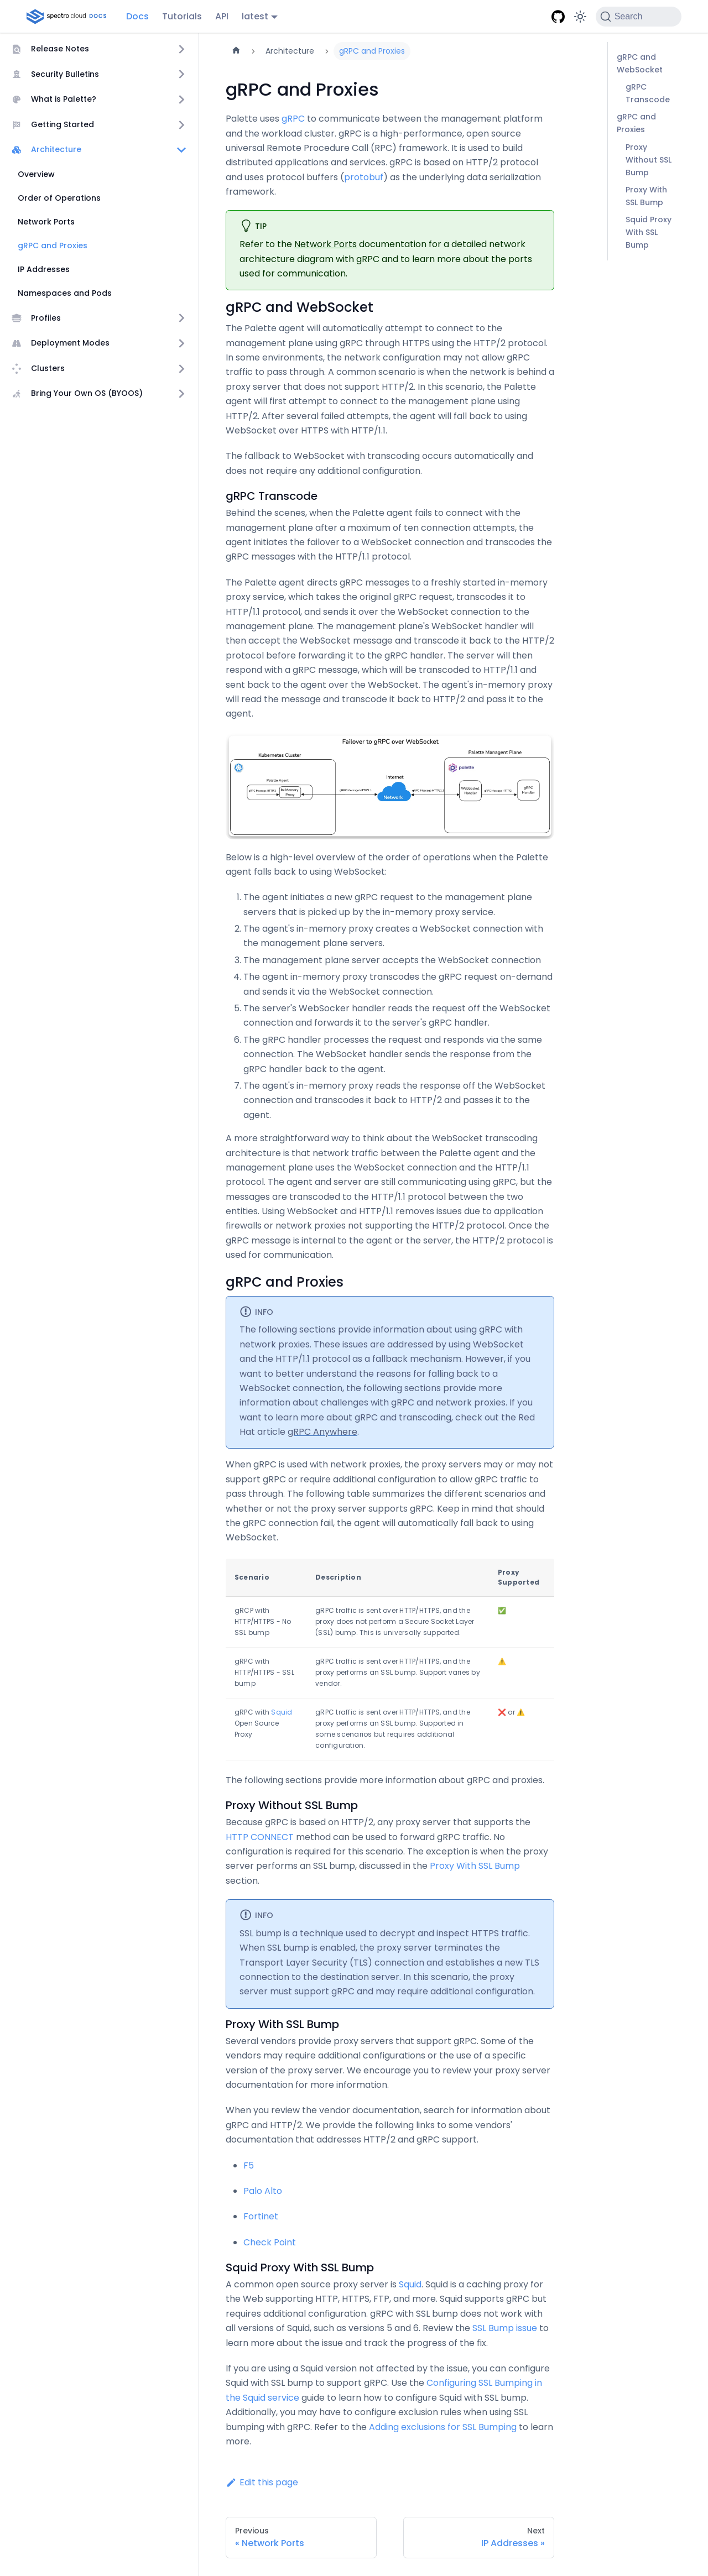 spectro cloud DOCS
Docs
Tutorials
API
latest
Search
Release Notes
Security Bulletins
What is Palette?
Getting Started
Architecture
Overview
Order of Operations
Network Ports
gRPC and Proxies
IP Addresses
Namespaces and Pods
Profiles
Deployment Modes
Clusters
Bring Your Own OS (BYOOS)
Architecture
gRPC and Proxies
gRPC and Proxies
Palette uses gRPC to communicate between the management platform
and the workload cluster. gRPC is a high-performance, open source
universal Remote Procedure Call (RPC) framework. It is used to build
distributed applications and services. gRPC is based on HTTP/2 protocol
and uses protocol buffers (protobuf) as the underlying data serialization
framework.
TIP
Refer to the Network Ports documentation for a detailed network
architecture diagram with gRPC and to learn more about the ports
used for communication.
gRPC and WebSocket
The Palette agent will automatically attempt to connect to the
management plane using gRPC through HTTPS using the HTTP/2 protocol.
In some environments, the network configuration may not allow gRPC
traffic to pass through. A common scenario is when the network is behind a
proxy server that does not support HTTP/2. In this scenario, the Palette
agent will first attempt to connect to the management plane using
HTTP/2. After several failed attempts, the agent will fall back to using
WebSocket over HTTPS with HTTP/1.1.
The fallback to WebSocket with transcoding occurs automatically and
does not require any additional configuration.
gRPC Transcode
Behind the scenes, when the Palette agent fails to connect with the
management plane after a maximum of ten connection attempts, the
agent initiates the failover to a WebSocket connection and transcodes the
gRPC messages with the HTTP/1.1 protocol.
The Palette agent directs gRPC messages to a freshly started in-memory
proxy service, which takes the original gRPC request, transcodes it to
HTTP/1.1 protocol, and sends it over the WebSocket connection to the
management plane. The management plane's WebSocket handler will
then accept the WebSocket message and transcode it back to the HTTP/2
protocol before forwarding it to the gRPC handler. The server will then
respond with a gRPC message, which will be transcoded to HTTP/1.1 and
sent back to the agent over the WebSocket. The agent's in-memory proxy
will read the message and transcode it back to HTTP/2 and pass it to the
agent.
Failover to gRPC over WebSocket
Kubernetes Cluster
Palette Managent Plane
palette
Palette Agent
In-Memory
Proxy
Internet
Network
WebSocket
Handler
gRPC
Handler
Below is a high-level overview of the order of operations when the Palette
agent falls back to using WebSocket:
1. The agent initiates a new gRPC request to the management plane
servers that is picked up by the in-memory proxy service.
2. The agent's in-memory proxy creates a WebSocket connection with
the management plane servers.
3. The management plane server accepts the WebSocket connection
4. The agent in-memory proxy transcodes the gRPC request on-demand
and sends it via the WebSocket connection.
5. The server's WebSocker handler reads the request off the WebSocket
connection and forwards it to the server's gRPC handler.
6. The gRPC handler processes the request and responds via the same
connection. The WebSocket handler sends the response from the
gRPC handler back to the agent.
7. The agent's in-memory proxy reads the response off the WebSocket
connection and transcodes it back to HTTP/2 and passes it to the
agent.
A more straightforward way to think about the WebSocket transcoding
architecture is that network traffic between the Palette agent and the
management plane uses the WebSocket connection and the HTTP/1.1
protocol. The agent and server are still communicating using gRPC, but the
messages are transcoded to the HTTP/1.1 protocol between the two
entities. Using WebSocket and HTTP/1.1 removes issues due to application
firewalls or network proxies not supporting the HTTP/2 protocol. Once the
gRPC message is internal to the agent or the server, the HTTP/2 protocol is
used for communication.
gRPC and Proxies
INFO
The following sections provide information about using gRPC with
network proxies. These issues are addressed by using WebSocket
and the HTTP/1.1 protocol as a fallback mechanism. However, if you
want to better understand the reasons for falling back to a
WebSocket connection, the following sections provide more
information about challenges with gRPC and network proxies. If you
want to learn more about gRPC and transcoding, check out the Red
Hat article gRPC Anywhere.
When gRPC is used with network proxies, the proxy servers may or may not
support gRPC or require additional configuration to allow gRPC traffic to
pass through. The following table summarizes the different scenarios and
whether or not the proxy server supports gRPC. Keep in mind that should
the gRPC connection fail, the agent will automatically fall back to using
WebSocket.
Scenario
Description
Proxy
Supported
gRCP with
HTTP/HTTPS - No
SSL bump
gRPC traffic is sent over HTTP/HTTPS, and the
proxy does not perform a Secure Socket Layer
(SSL) bump. This is universally supported.
✅
gRPC with
HTTP/HTTPS - SSL
bump
gRPC traffic is sent over HTTP/HTTPS, and the
proxy performs an SSL bump. Support varies by
vendor.
⚠️
gRPC with Squid
Open Source
Proxy
gRPC traffic is sent over HTTP/HTTPS, and the
proxy performs an SSL bump. Supported in
some scenarios but requires additional
configuration.
❌ or ⚠️
The following sections provide more information about gRPC and proxies.
Proxy Without SSL Bump
Because gRPC is based on HTTP/2, any proxy server that supports the
HTTP CONNECT method can be used to forward gRPC traffic. No
configuration is required for this scenario. The exception is when the proxy
server performs an SSL bump, discussed in the Proxy With SSL Bump
section.
INFO
SSL bump is a technique used to decrypt and inspect HTTPS traffic.
When SSL bump is enabled, the proxy server terminates the
Transport Layer Security (TLS) connection and establishes a new TLS
connection to the destination server. In this scenario, the proxy
server must support gRPC and may require additional configuration.
Proxy With SSL Bump
Several vendors provide proxy servers that support gRPC. Some of the
vendors may require additional configurations or the use of a specific
version of the proxy server. We encourage you to review your proxy server
documentation for more information.
When you review the vendor documentation, search for information about
gRPC and HTTP/2. We provide the following links to some vendors'
documentation that addresses HTTP/2 and gRPC support.
F5
Palo Alto
Fortinet
Check Point
Squid Proxy With SSL Bump
A common open source proxy server is Squid. Squid is a caching proxy for
the Web supporting HTTP, HTTPS, FTP, and more. Squid supports gRPC but
requires additional configuration. gRPC with SSL bump does not work with
all versions of Squid, such as versions 5 and 6. Review the SSL Bump issue to
learn more about the issue and track the progress of the fix.
If you are using a Squid version not affected by the issue, you can configure
Squid with SSL bump to support gRPC. Use the Configuring SSL Bumping in
the Squid service guide to learn how to configure Squid with SSL bump.
Additionally, you may have to configure exclusion rules when using SSL
bumping with gRPC. Refer to the Adding exclusions for SSL Bumping to learn
more.
Edit this page
Previous
« Network Ports
Next
IP Addresses »
gRPC and
WebSocket
gRPC
Transcode
gRPC and
Proxies
Proxy
Without SSL
Bump
Proxy With
SSL Bump
Squid Proxy
With SSL
Bump